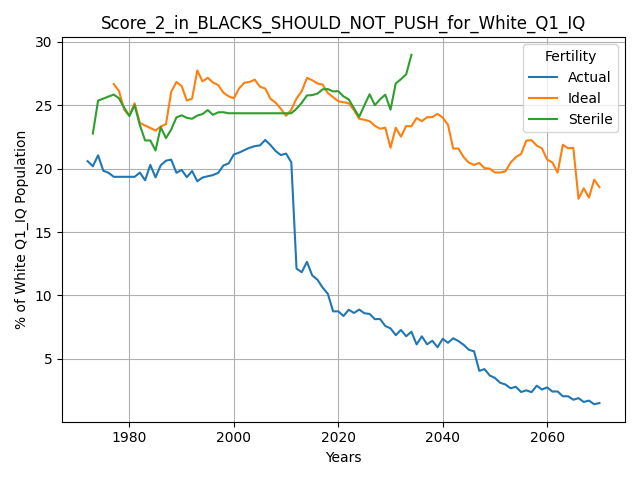 Score_2_in_BLACKS_SHOULD_NOT_PUSH_for_White_Q1_IQ
30
25
20
15
10
5
% of White Q1_IQ Population
Fertility
Actual
Ideal
Sterile
1980
2000
2020
2040
2060
Years